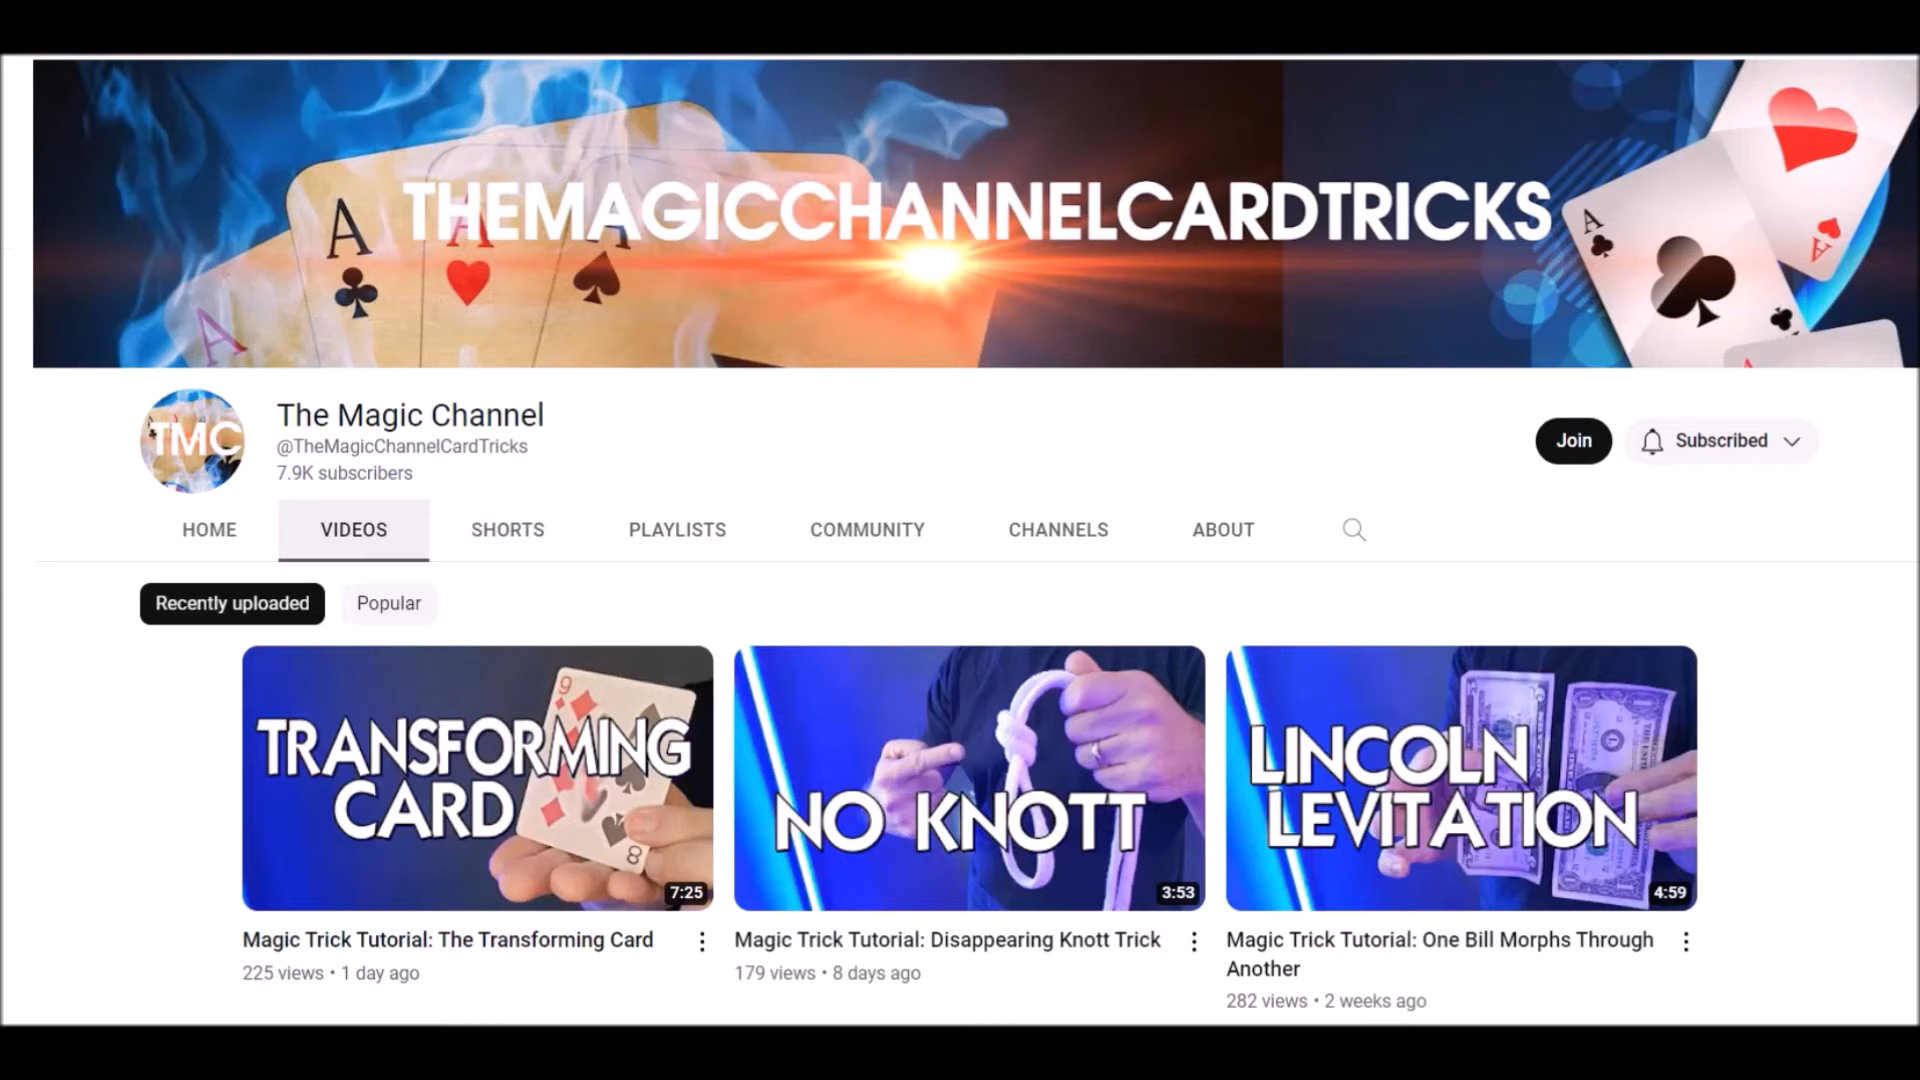 THEMAGICCHANNELCARDTRICKS
A
A
A
A
A
A
TMC
The Magic Channel
@TheMagicChannelCardTricks
7.9K subscribers
Join
Subscribed
HOME
VIDEOS
SHORTS
PLAYLISTS
COMMUNITY
CHANNELS
ABOUT
Recently uploaded
Popular
9
TRANSFORMING
CARD
8
7:25
NO KNOTT
3:53
LINCOLN
LEVITATION
4:59
Magic Trick Tutorial: The Transforming Card
225 views • 1 day ago
Magic Trick Tutorial: Disappearing Knott Trick
179 views • 8 days ago
Magic Trick Tutorial: One Bill Morphs Through
Another
282 views • 2 weeks ago